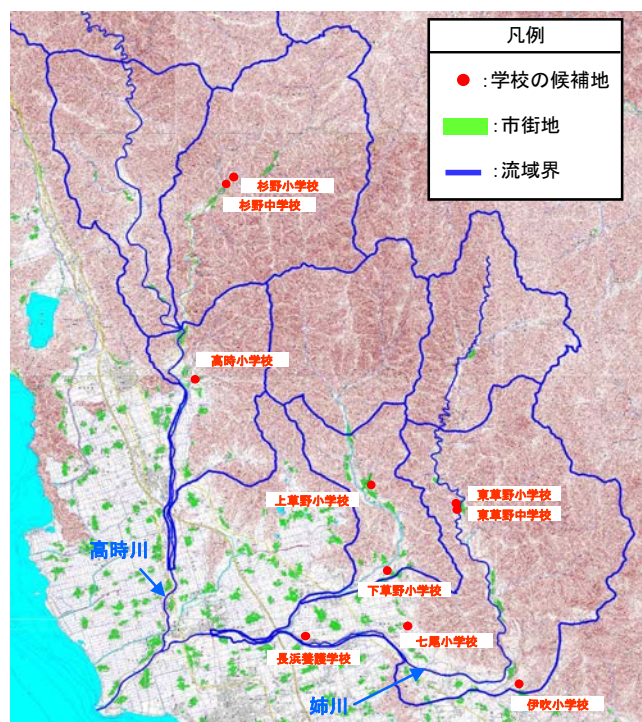 凡例
:学校の候補地
:市街地
:流域界
杉野小学校
杉野中学校
高時小学校
上草野小学校
東草野小学校
東草野中学校
高時川
下草野小学校
七尾小学校
長浜養護学校
姉川
伊吹小学校